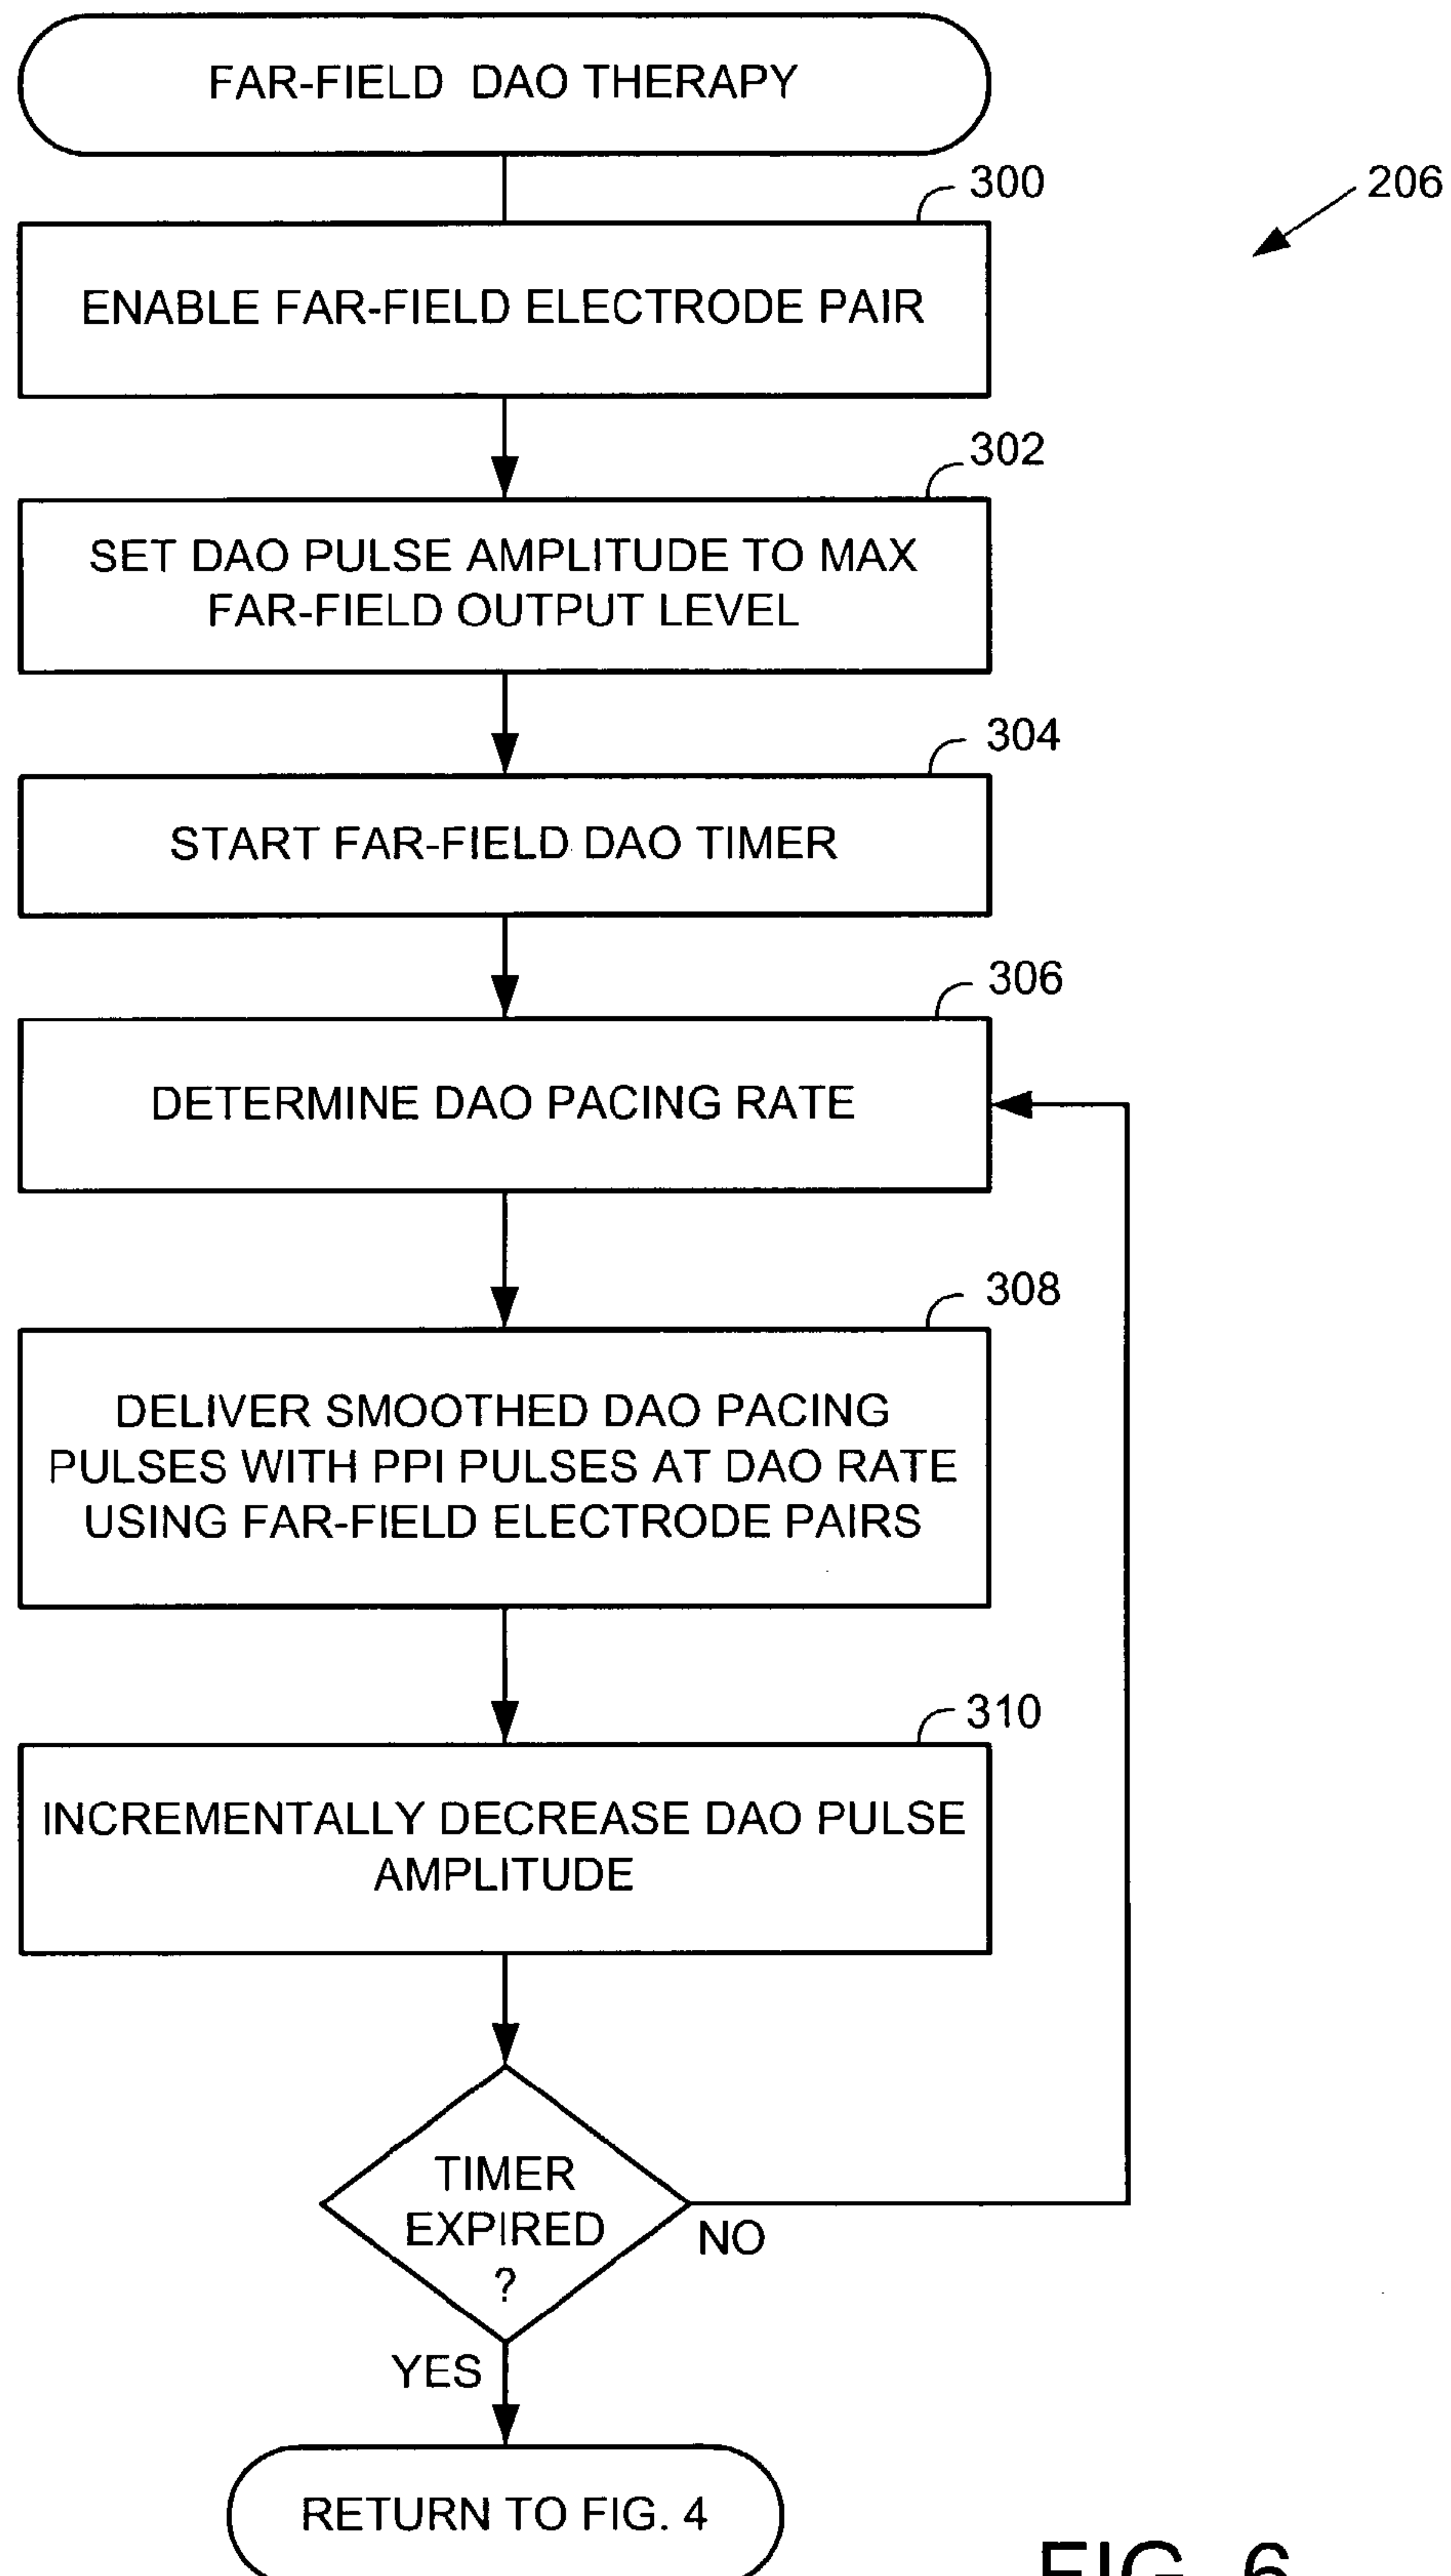 FAR-FIELD DAO THERAPY
300
206
ENABLE FAR-FIELD ELECTRODE PAIR
302
SET DAO PULSE AMPLITUDE TO MAX
FAR-FIELD OUTPUT LEVEL
304
START FAR-FIELD DAO TIMER
306
DETERMINE DAO PACING RATE
308
DELIVER SMOOTHED DAO PACING
PULSES WITH PPI PULSES AT DAO RATE
USING FAR-FIELD ELECTRODE PAIRS
310
INCREMENTALLY DECREASE DAO PULSE
AMPLITUDE
TIMER
EXPIRED
?
NO
YES
RETURN TO FIG. 4
FIG. 6